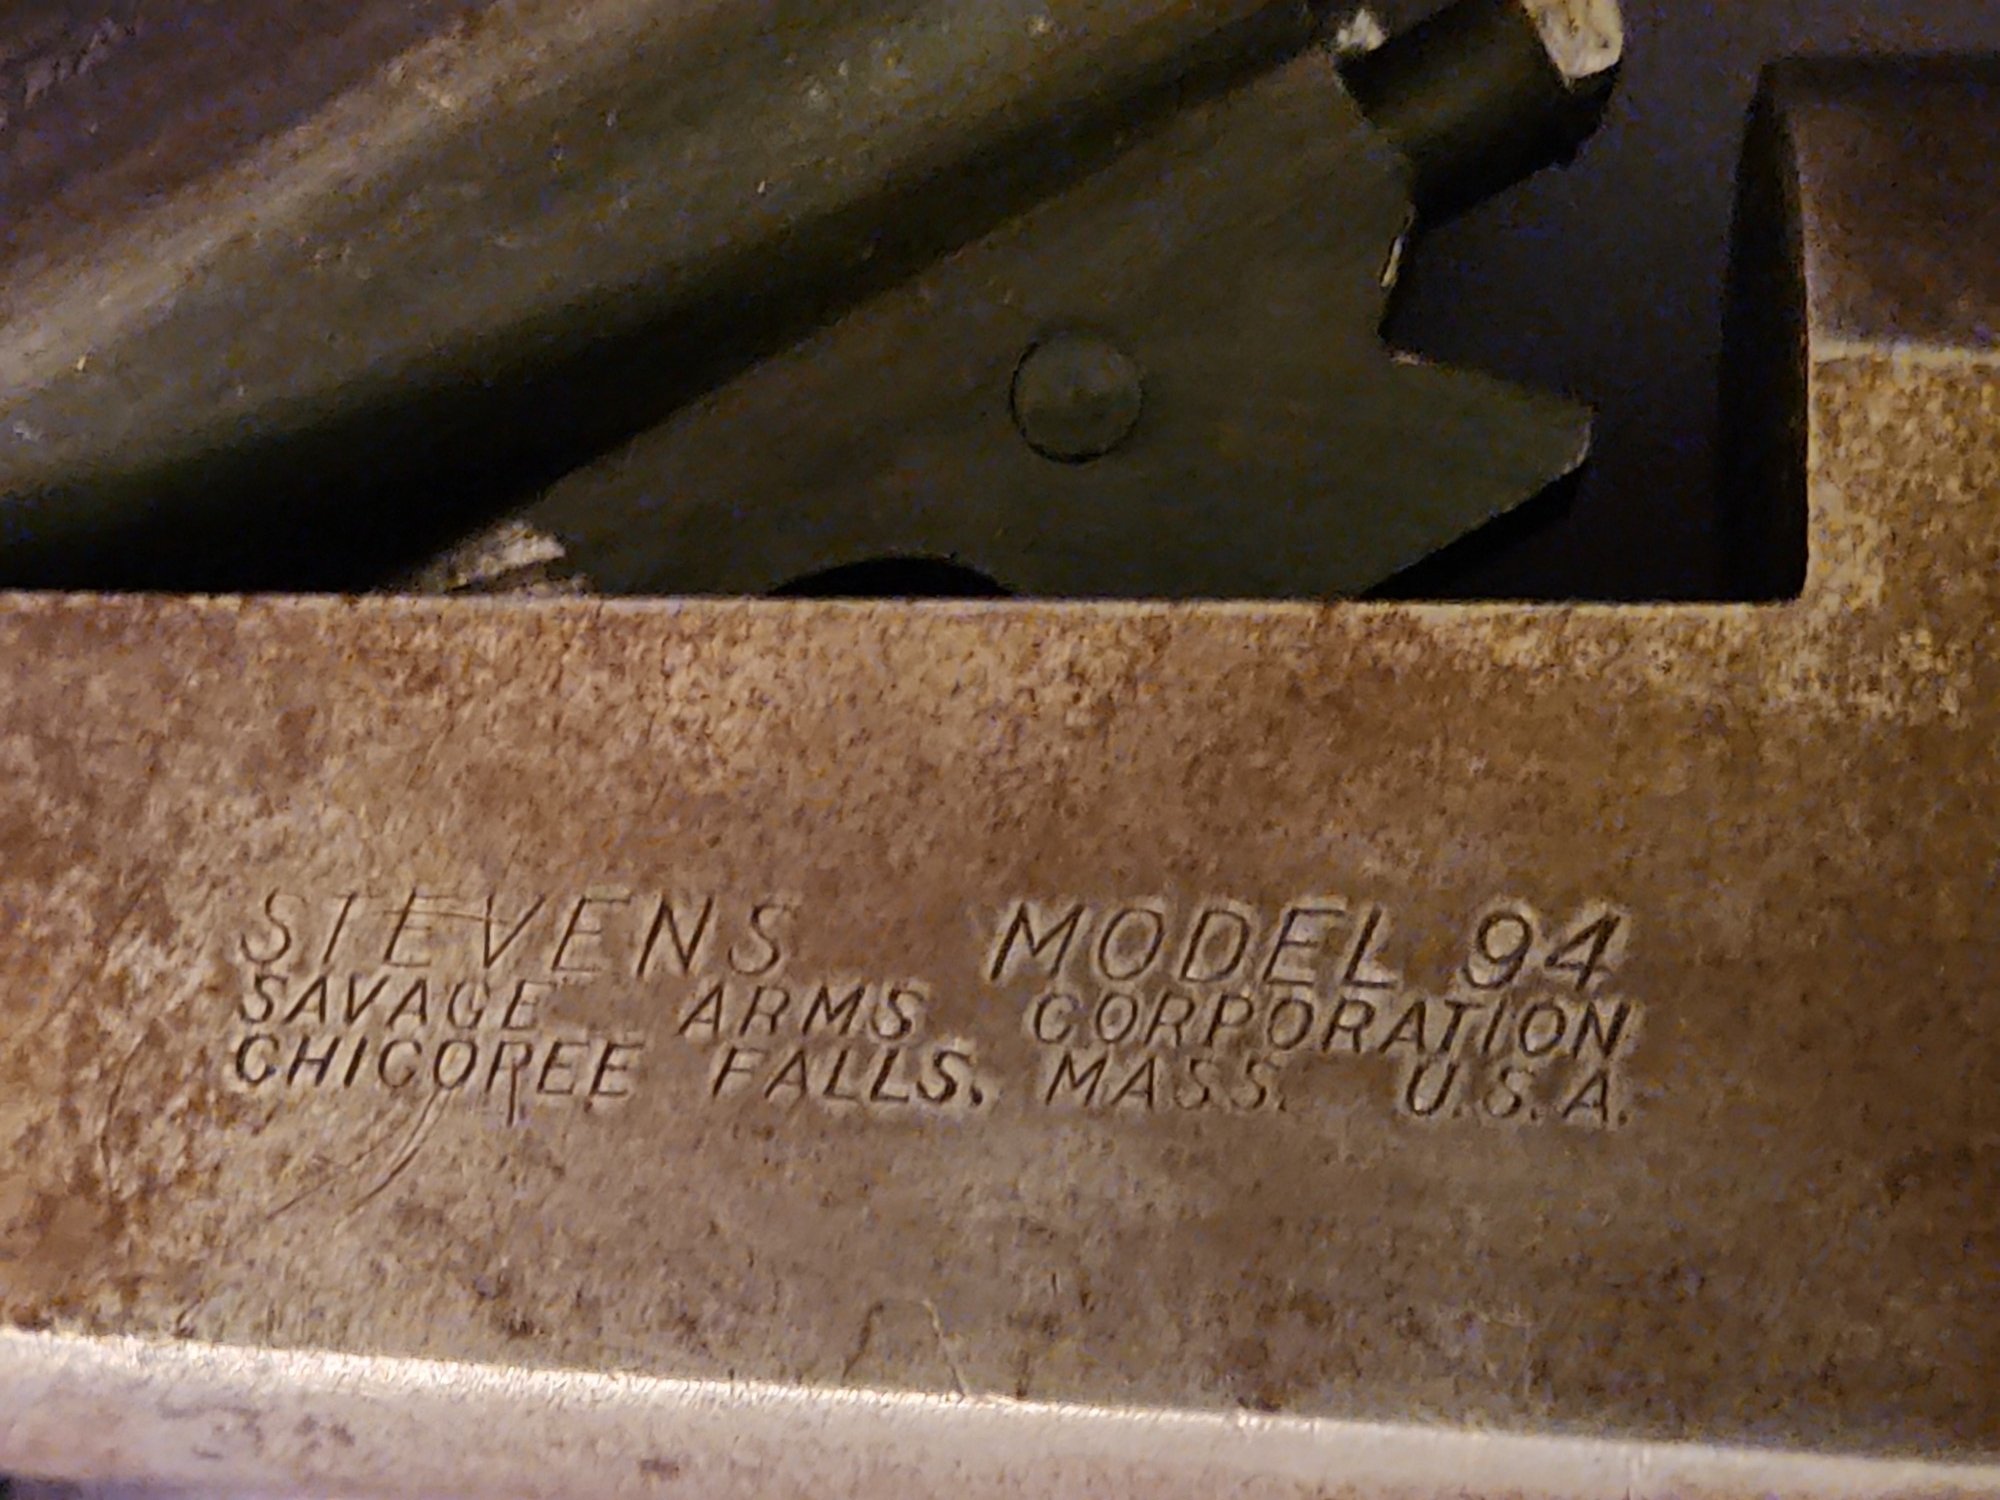 STEVENS MODEL 94
SAVAGE ARMS CORPORATION
CHICOPEE FALLS, MASS. U.S.A.